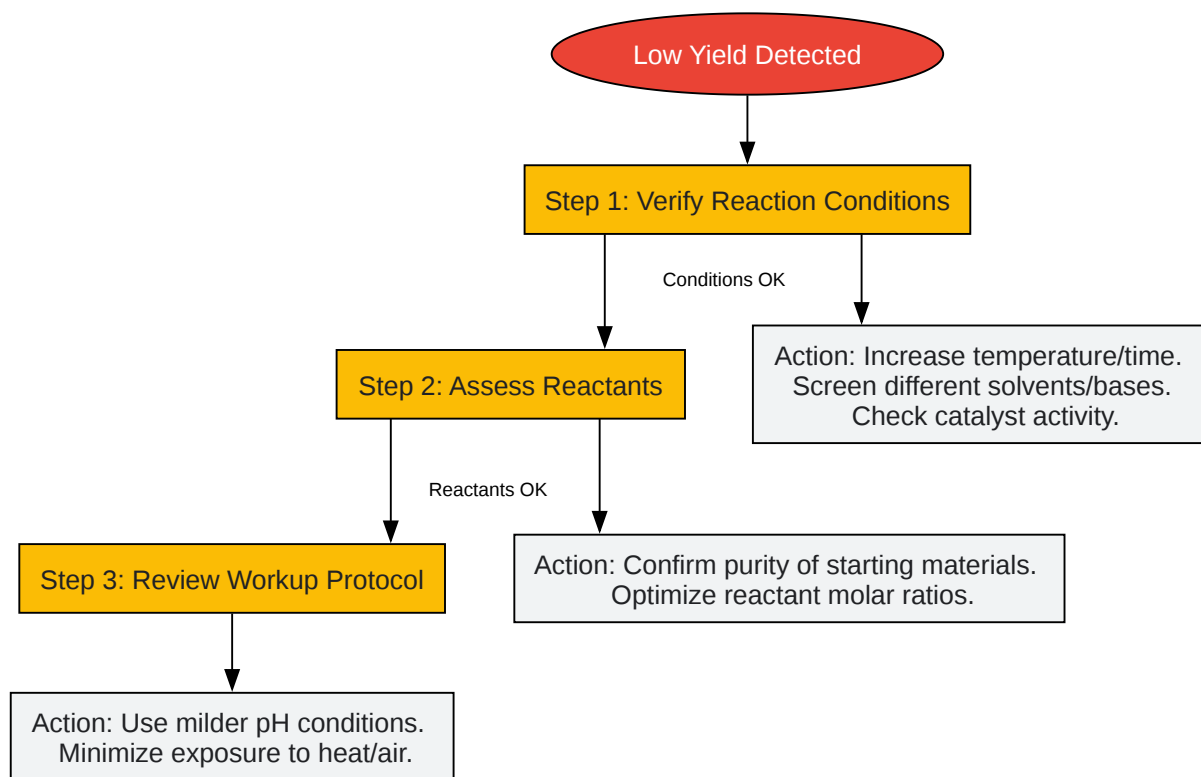 Low Yield Detected
Step 1: Verify Reaction Conditions
Conditions OK
Action: Increase temperature/time.
Screen different solvents/bases.
Check catalyst activity.
Step 2: Assess Reactants
Reactants OK
Action: Confirm purity of starting materials.
Optimize reactant molar ratios.
Step 3: Review Workup Protocol
Action: Use milder pH conditions.
Minimize exposure to heat/air.